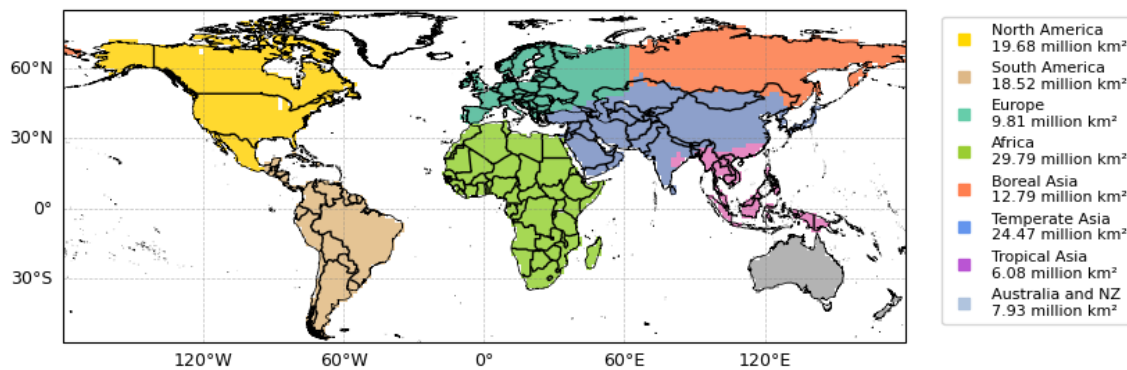 60°N
30°N
0°
30°S
120°W
60°W
0°
60°E
120°E
North America
19.68 million km²
South America
18.52 million km²
Europe
9.81 million km²
Africa
29.79 million km²
Boreal Asia
12.79 million km²
Temperate Asia
24.47 million km²
Tropical Asia
6.08 million km²
Australia and NZ
7.93 million km²